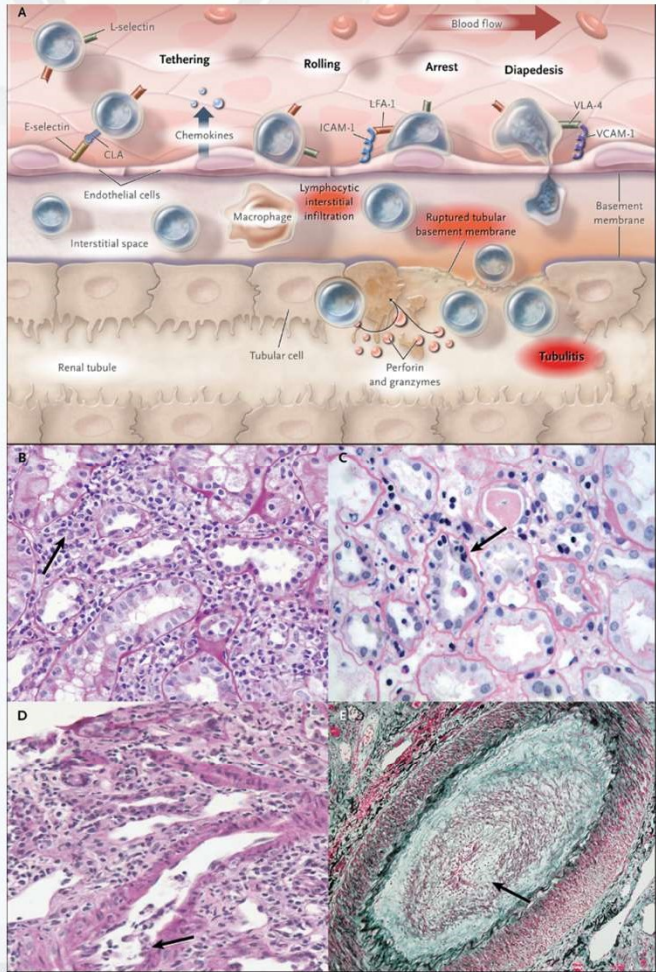 A
L-selectin
Blood flow
Tethering
Rolling
Arrest
Diapedesis
LFA-1
VLA-4
E-selectin
ICAM-1
VCAM-1
CLA
Chemokines
Endothelial cells
Macrophage
Lymphocytic
interstitial
infiltration
Ruptured tubular
basement membrane
Basement
membrane
Interstitial space
Renal tubule
Tubular cell
Perforin
and granzymes
Tubulitis
B
C
D
E